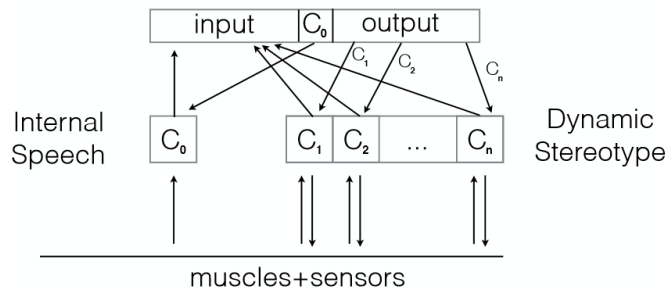 input C₀ output
C₁ C₂ Cₙ
Internal
Speech
C₀ C₁ C₂ ... Cₙ
Dynamic
Stereotype
muscles+sensors